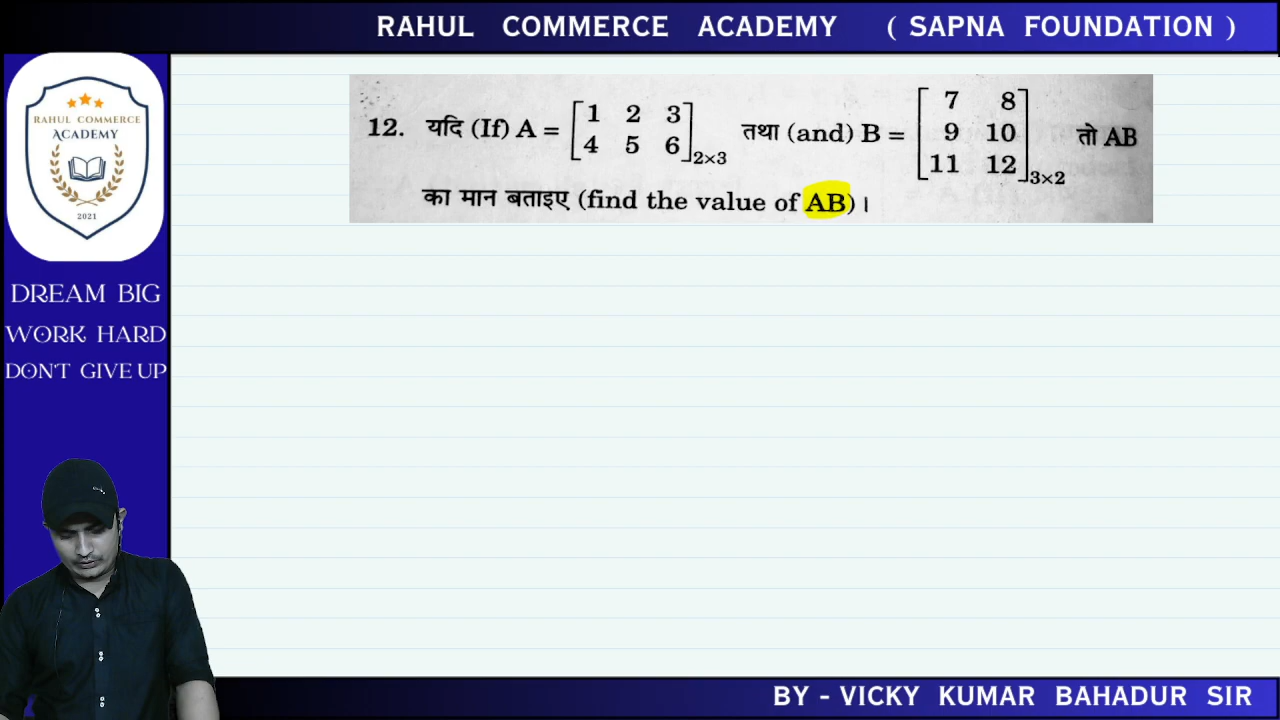 RAHUL COMMERCE ACADEMY ( SAPNA FOUNDATION )
RAHUL COMMERCE
ACADEMY
2021
DREAM BIG
WORK HARD
DON'T GIVE UP
12. यदि (If) A = [1 2 3
4 5 6]2×3 तथा (and) B = [7 8
9 10
11 12]3×2 तो AB
का मान बताइए (find the value of AB)।
BY - VICKY KUMAR BAHADUR SIR